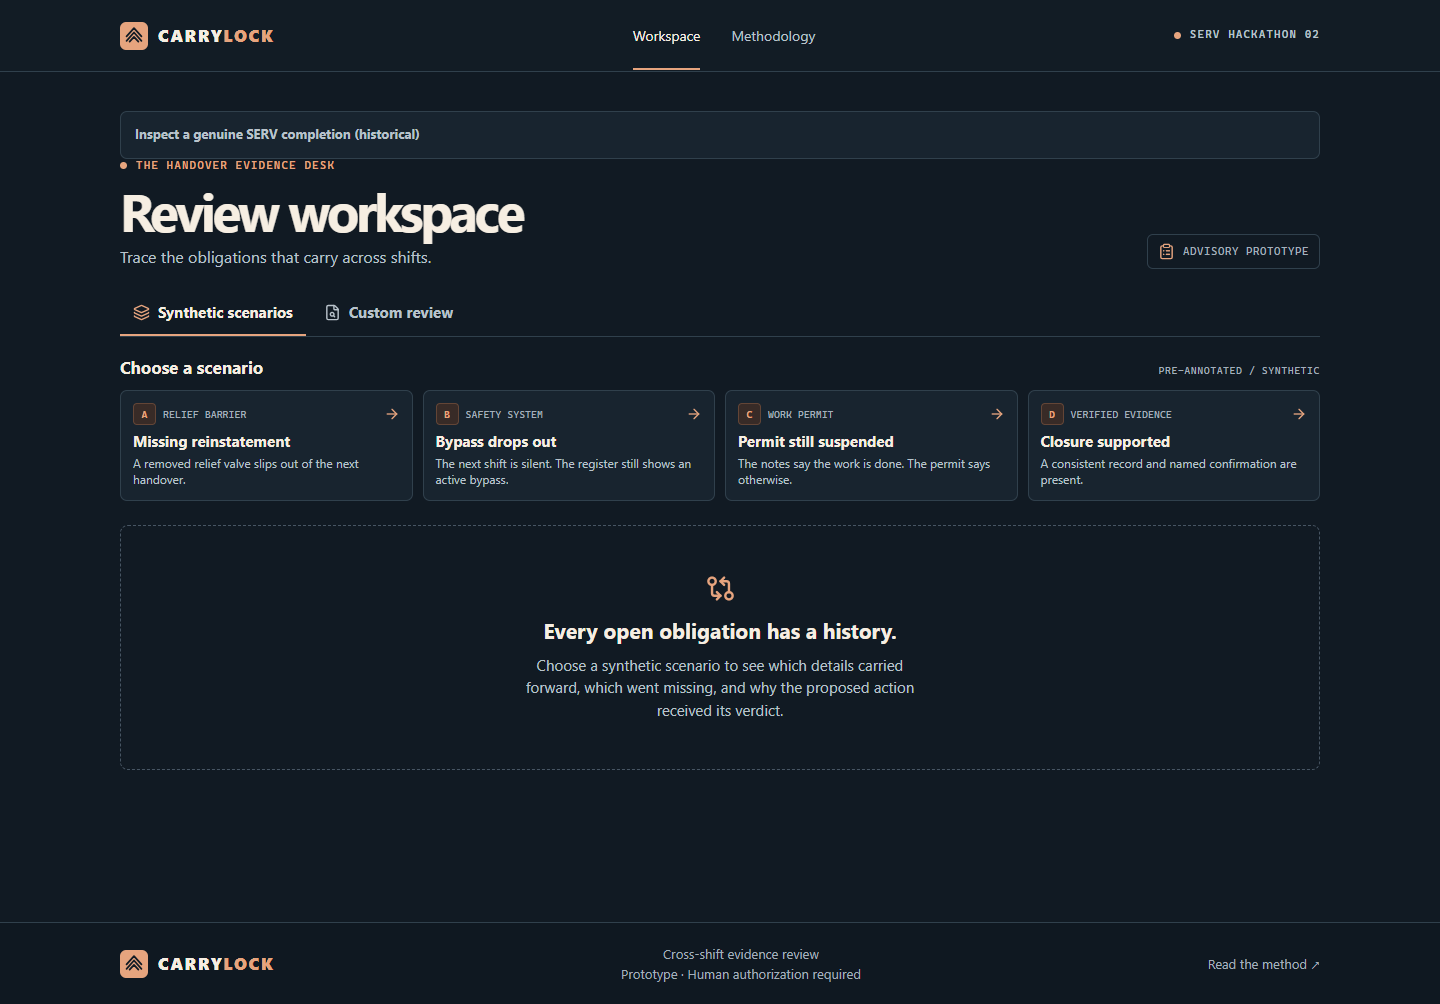 CARRYLOCK
Workspace
Methodology
SERV HACKATHON 02
Inspect a genuine SERV completion (historical)
THE HANDOVER EVIDENCE DESK
Review workspace
Trace the obligations that carry across shifts.
ADVISORY PROTOTYPE
Synthetic scenarios
Custom review
Choose a scenario
PRE-ANNOTATED / SYNTHETIC
A RELIEF BARRIER
Missing reinstatement
A removed relief valve slips out of the next
handover.
B SAFETY SYSTEM
Bypass drops out
The next shift is silent. The register still shows an
active bypass.
C WORK PERMIT
Permit still suspended
The notes say the work is done. The permit says
otherwise.
D VERIFIED EVIDENCE
Closure supported
A consistent record and named confirmation are
present.
Every open obligation has a history.
Choose a synthetic scenario to see which details carried
forward, which went missing, and why the proposed action
received its verdict.
CARRYLOCK
Cross-shift evidence review
Prototype · Human authorization required
Read the method ↗